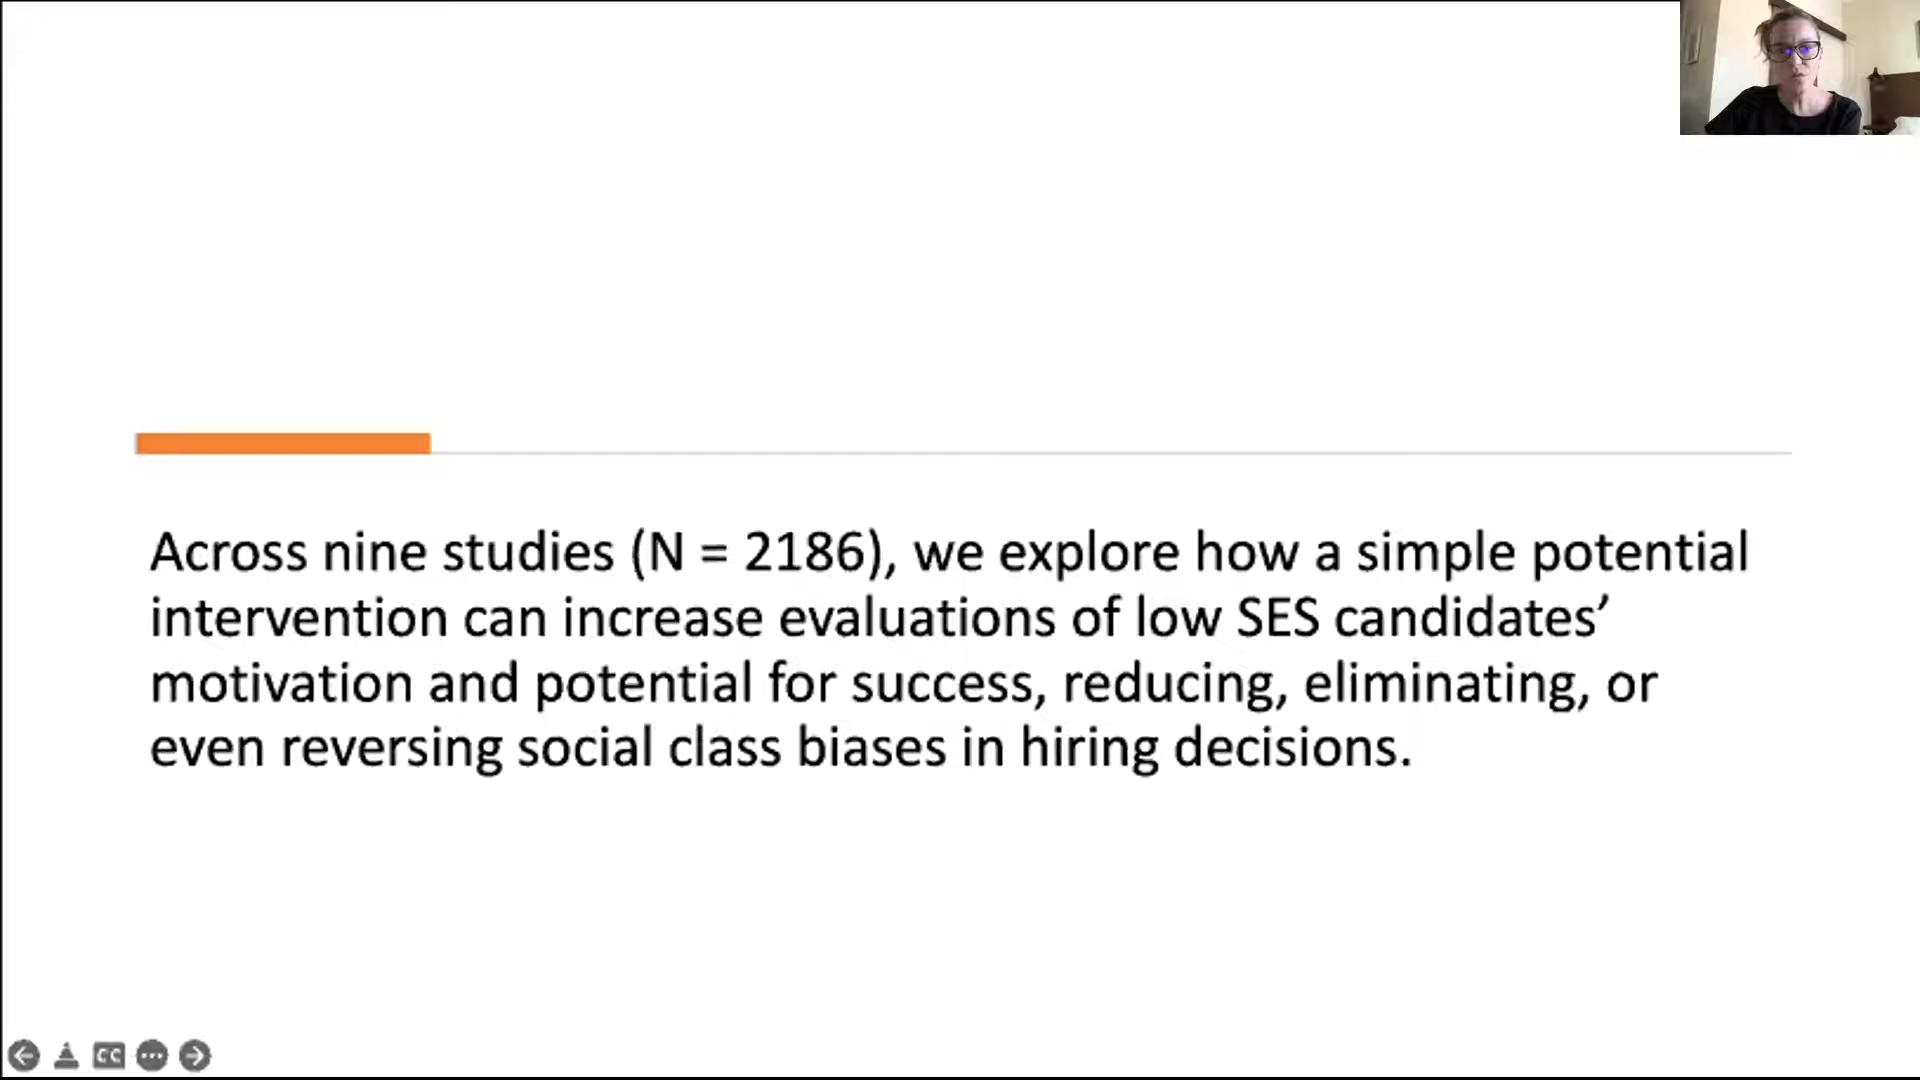 Across nine studies (N = 2186), we explore how a simple potential
intervention can increase evaluations of low SES candidates’
motivation and potential for success, reducing, eliminating, or
even reversing social class biases in hiring decisions.
CC